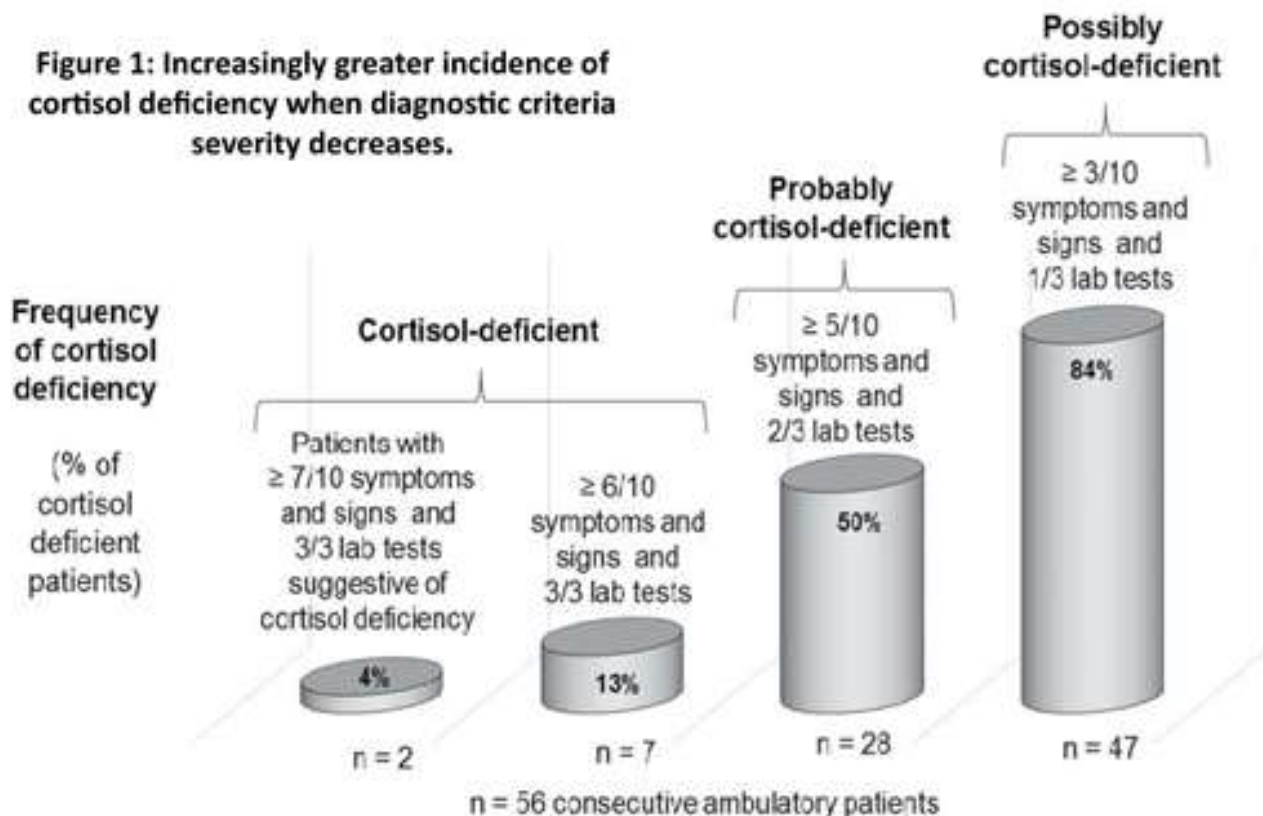 Figure 1: Increasingly greater incidence of
cortisol deficiency when diagnostic criteria
severity decreases.
Possibly
cortisol-deficient
≥ 3/10
symptoms and
signs and
1/3 lab tests
84%
n = 47
Probably
cortisol-deficient
≥ 5/10
symptoms and
signs and
2/3 lab tests
50%
n = 28
Cortisol-deficient
Patients with
≥ 7/10 symptoms
and signs and
3/3 lab tests
suggestive of
cortisol deficiency
4%
n = 2
≥ 6/10
symptoms and
signs and
3/3 lab tests
13%
n = 7
Frequency
of cortisol
deficiency
(% of
cortisol
deficient
patients)
n = 56 consecutive ambulatory patients